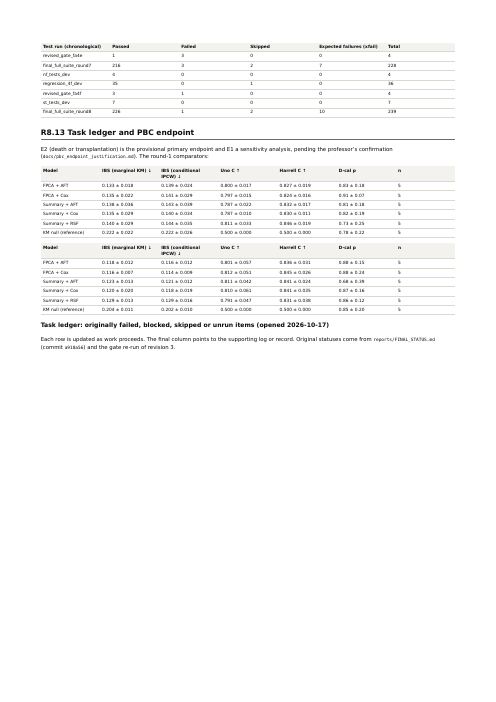 Test run (chronological) Passed Failed Skipped Expected failures (xfail) Total
revised_gate_fa4e 1 3 0 0 4
final_full_suite_round7 216 3 2 7 228
nf_tests_dev 4 0 0 0 4
regression_4f_dev 35 0 1 0 36
revised_gate_fa4f 3 1 0 0 4
st_tests_dev 7 0 0 0 7
final_full_suite_round8 226 1 2 10 239
R8.13 Task ledger and PBC endpoint
E2 (death or transplantation) is the provisional primary endpoint and E1 a sensitivity analysis, pending the professor's confirmation
(docs/pbc_endpoint_justification.md). The round-1 comparators:
Model IBS (marginal KM) ↓ IBS (conditional IPCW) ↓ Uno C ↑ Harrell C ↑ D-cal p n
FPCA + AFT 0.133 ± 0.018 0.139 ± 0.024 0.800 ± 0.017 0.827 ± 0.019 0.83 ± 0.18 5
FPCA + Cox 0.135 ± 0.022 0.141 ± 0.029 0.797 ± 0.015 0.824 ± 0.016 0.91 ± 0.07 5
Summary + AFT 0.138 ± 0.036 0.143 ± 0.039 0.787 ± 0.022 0.832 ± 0.017 0.81 ± 0.18 5
Summary + Cox 0.135 ± 0.029 0.140 ± 0.034 0.787 ± 0.010 0.830 ± 0.011 0.82 ± 0.19 5
Summary + RSF 0.140 ± 0.029 0.144 ± 0.035 0.811 ± 0.033 0.846 ± 0.019 0.73 ± 0.25 5
KM null (reference) 0.222 ± 0.022 0.223 ± 0.026 0.500 ± 0.000 0.500 ± 0.000 0.78 ± 0.22 5
Model IBS (marginal KM) ↓ IBS (conditional IPCW) ↓ Uno C ↑ Harrell C ↑ D-cal p n
FPCA + AFT 0.118 ± 0.012 0.116 ± 0.012 0.801 ± 0.057 0.836 ± 0.031 0.88 ± 0.15 5
FPCA + Cox 0.116 ± 0.007 0.114 ± 0.009 0.812 ± 0.051 0.845 ± 0.026 0.88 ± 0.24 5
Summary + AFT 0.123 ± 0.013 0.121 ± 0.011 0.811 ± 0.042 0.841 ± 0.024 0.68 ± 0.39 5
Summary + Cox 0.120 ± 0.020 0.118 ± 0.019 0.810 ± 0.061 0.841 ± 0.035 0.87 ± 0.16 5
Summary + RSF 0.129 ± 0.013 0.129 ± 0.016 0.791 ± 0.047 0.831 ± 0.038 0.86 ± 0.12 5
KM null (reference) 0.204 ± 0.011 0.202 ± 0.010 0.500 ± 0.000 0.500 ± 0.000 0.85 ± 0.20 5
Task ledger: originally failed, blocked, skipped or unrun items (opened 2026-10-17)
Each row is updated as work proceeds. The final column points to the supporting log or record. Original statuses come from reports/FINAL_STATUS.md
(commit a918a56) and the gate re-run of revision 3.